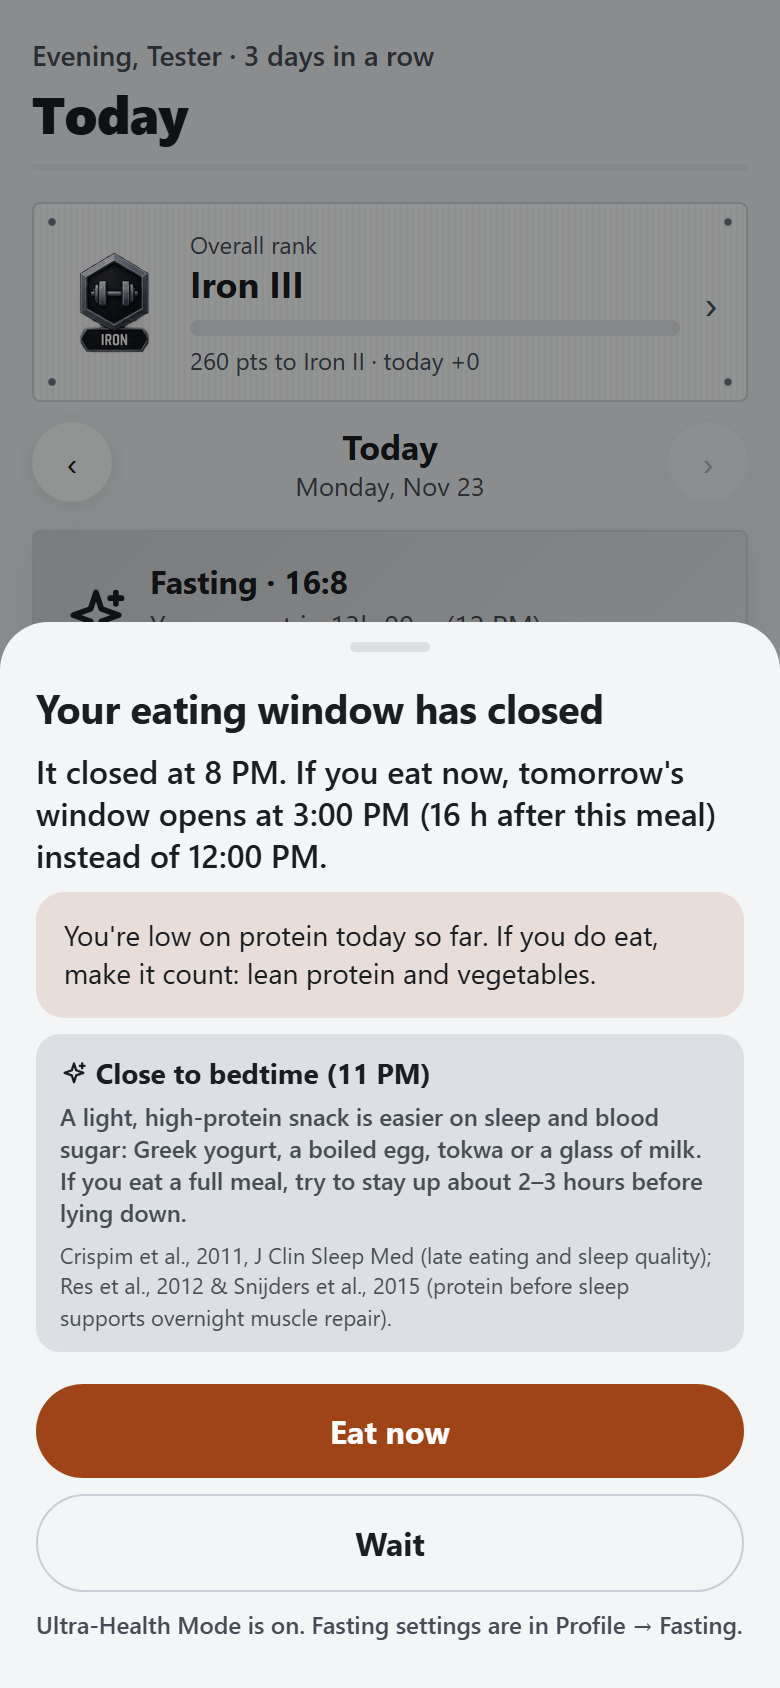 Evening, Tester · 3 days in a row
Today
Overall rank
Iron III
IRON
260 pts to Iron II · today +0
›
‹
Today
›
Monday, Nov 23
Fasting · 16:8
(12 PM)
Your eating window has closed
It closed at 8 PM. If you eat now, tomorrow's
window opens at 3:00 PM (16 h after this meal)
instead of 12:00 PM.
You're low on protein today so far. If you do eat,
make it count: lean protein and vegetables.
Close to bedtime (11 PM)
A light, high-protein snack is easier on sleep and blood
sugar: Greek yogurt, a boiled egg, tokwa or a glass of milk.
If you eat a full meal, try to stay up about 2–3 hours before
lying down.
Crispim et al., 2011, J Clin Sleep Med (late eating and sleep quality);
Res et al., 2012 & Snijders et al., 2015 (protein before sleep
supports overnight muscle repair).
Eat now
Wait
Ultra-Health Mode is on. Fasting settings are in Profile → Fasting.